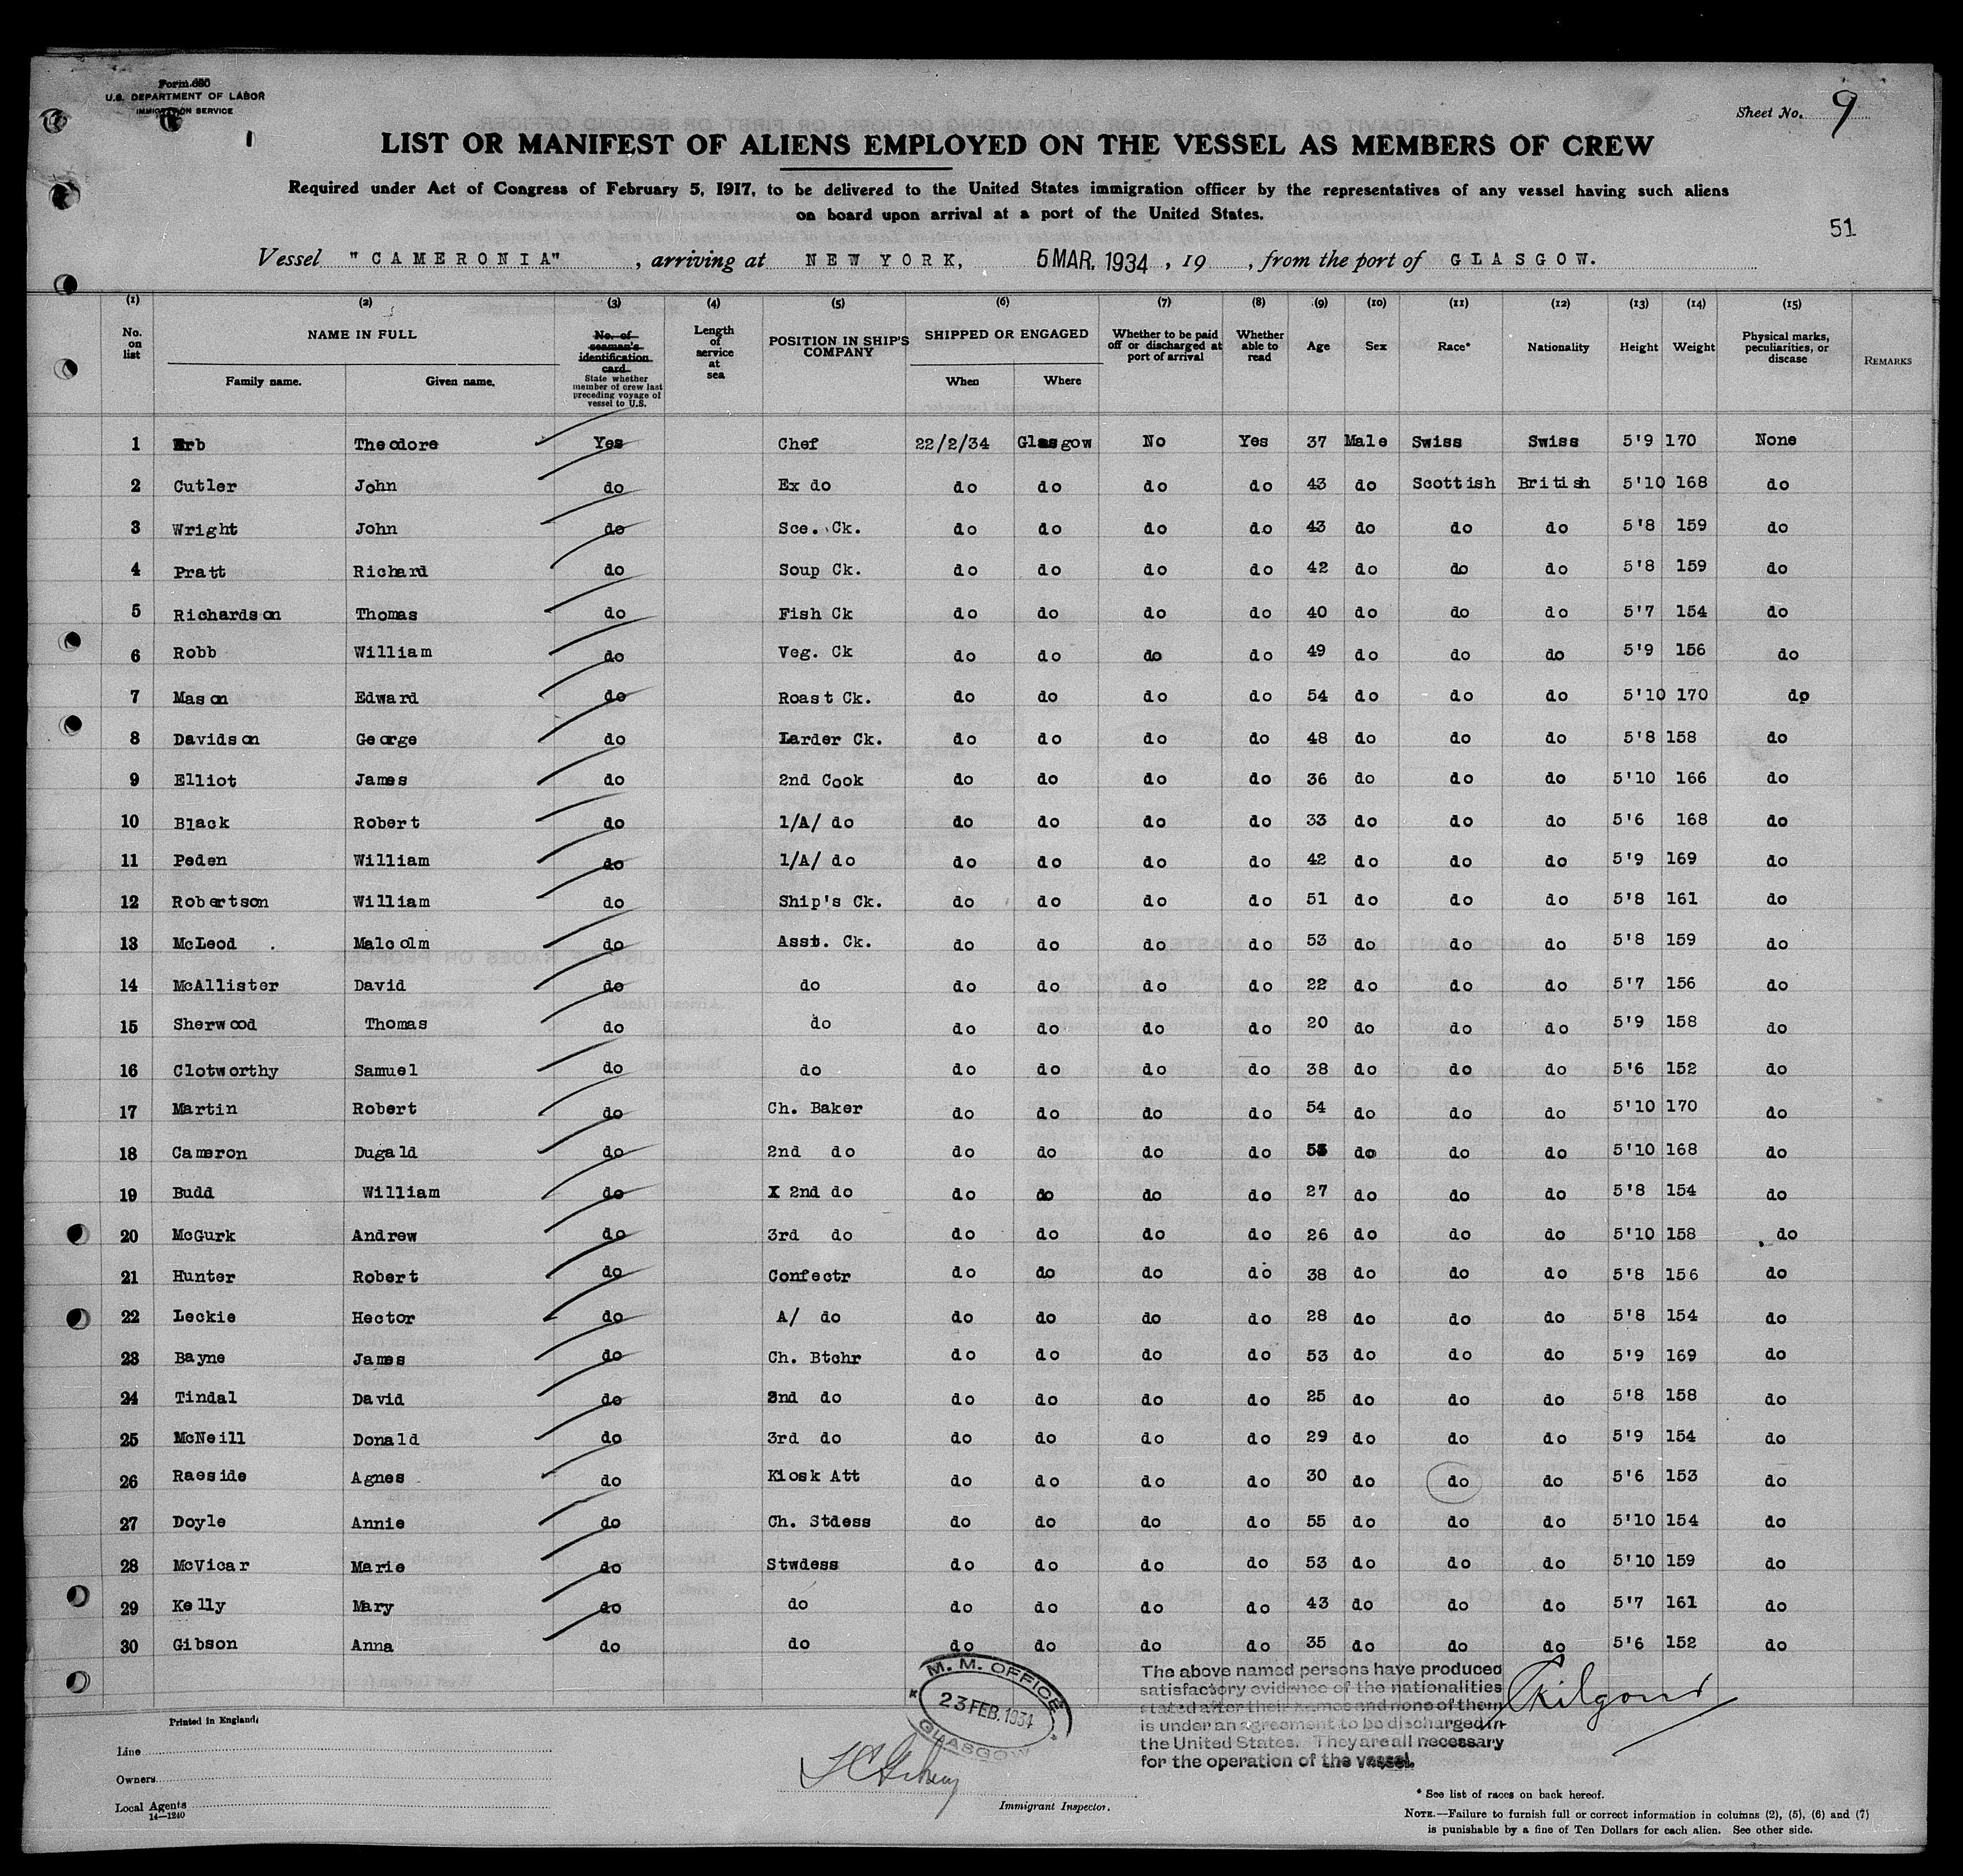 Form 680
U.S. DEPARTMENT OF LABOR
IMMIGRATION SERVICE
Sheet No. 9
LIST OR MANIFEST OF ALIENS EMPLOYED ON THE VESSEL AS MEMBERS OF CREW
Required under Act of Congress of February 5, 1917, to be delivered to the United States immigration officer by the representatives of any vessel having such aliens
on board upon arrival at a port of the United States.
51
Vessel "CAMERONIA", arriving at NEW YORK, 5 MAR. 1934, 19 , from the port of GLASGOW.
(1) (2) (3) (4) (5) (6) (7) (8) (9) (10) (11) (12) (13) (14) (15)
No. on list NAME IN FULL Family name. Given name. No. of seaman's identification card State whether member of crew last preceding voyage of vessel to U.S. Length of service at sea POSITION IN SHIP'S COMPANY SHIPPED OR ENGAGED When Where Whether to be paid off or discharged at port of arrival Whether able to read Age Sex Race* Nationality Height Weight Physical marks, peculiarities, or disease REMARKS
1 Erb Theodore Yes Chef 22/2/34 Glasgow No Yes 37 Male Swiss Swiss 5'9 170 None
2 Cutler John do Ex do do do do do 43 do Scottish British 5'10 168 do
3 Wright John do Sce. Ck. do do do do 43 do do do 5'8 159 do
4 Pratt Richard do Soup Ck. do do do do 42 do do do 5'8 159 do
5 Richardson Thomas do Fish Ck do do do do 40 do do do 5'7 154 do
6 Robb William do Veg. Ck do do do do 49 do do do 5'9 156 do
7 Mason Edward do Roast Ck. do do do do 54 do do do 5'10 170 do
8 Davidson George do Larder Ck. do do do do 48 do do do 5'8 158 do
9 Elliot James do 2nd Cook do do do do 36 do do do 5'10 166 do
10 Black Robert do 1/A/ do do do do do 33 do do do 5'6 168 do
11 Peden William do 1/A/ do do do do do 42 do do do 5'9 169 do
12 Robertson William do Ship's Ck. do do do do 51 do do do 5'8 161 do
13 McLeod . Malcolm do Asst. Ck. do do do do 53 do do do 5'8 159 do
14 McAllister David do do do do do do 22 do do do 5'7 156 do
15 Sherwood Thomas do do do do do do 20 do do do 5'9 158 do
16 Clotworthy Samuel do do do do do do 38 do do do 5'6 152 do
17 Martin Robert do Ch. Baker do do do do 54 do do do 5'10 170 do
18 Cameron Dugald do 2nd do do do do do do do do 5'10 168 do
19 Budd William do X 2nd do do do do do 27 do do do 5'8 154 do
20 McGurk Andrew do 3rd do do do do do 26 do do do 5'10 158 do
21 Hunter Robert do Confectr do do do do 38 do do do 5'8 156 do
22 Leckie Hector do A/ do do do do do 28 do do do 5'8 154 do
23 Bayne James do Ch. Btchr do do do do 53 do do do 5'9 169 do
24 Tindal David do 2nd do do do do do 25 do do do 5'8 158 do
25 McNeill Donald do 3rd do do do do do 29 do do do 5'9 154 do
26 Raeside Agnes do Kiosk Att do do do do 30 do do do 5'6 153 do
27 Doyle Annie do Ch. Stdess do do do do 55 do do do 5'10 154 do
28 McVicar Marie do Stwdess do do do do 53 do do do 5'10 159 do
29 Kelly Mary do do do do do do 43 do do do 5'7 161 do
30 Gibson Anna do do do do do do 35 do do do 5'6 152 do
M. M. OFFICE
23 FEB. 1934
GLASGOW
The above named persons have produced
satisfactory evidence of the nationalities
stated after their names and none of them
is under an agreement to be discharged in
the United States. They are all necessary
for the operation of the vessel.
Kilgour
Printed in England.
Line
Owners
Local Agents
14—1240
Immigrant Inspector.
* See list of races on back hereof.
NOTE.—Failure to furnish full or correct information in columns (2), (5), (6) and (7)
is punishable by a fine of Ten Dollars for each alien. See other side.